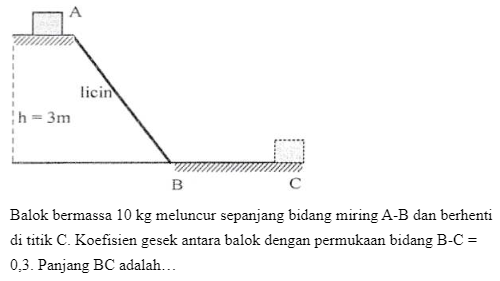 A
licin
h = 3m
B
C
Balok bermassa 10 kg meluncur sepanjang bidang miring A-B dan berhenti
di titik C. Koefisien gesek antara balok dengan permukaan bidang B-C =
0,3. Panjang BC adalah…